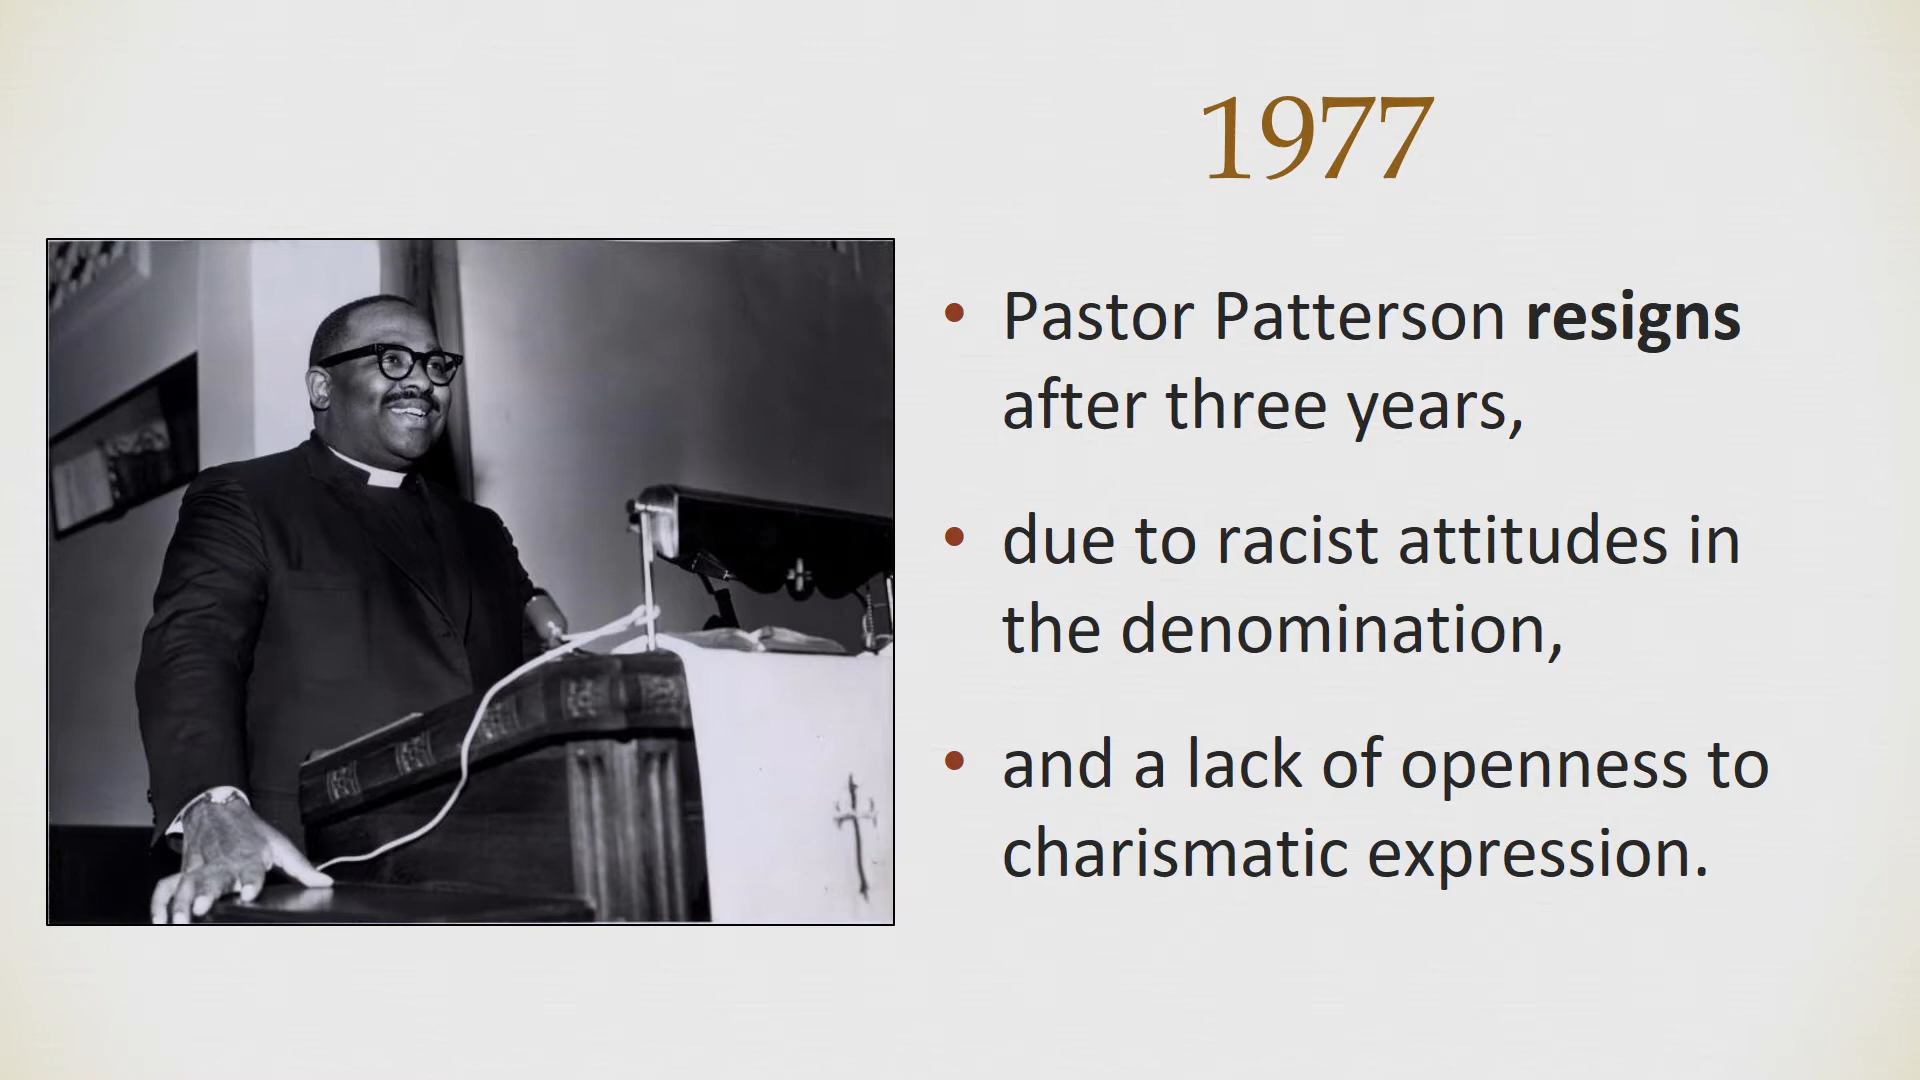 1977
• Pastor Patterson resigns
after three years,
• due to racist attitudes in
the denomination,
• and a lack of openness to
charismatic expression.